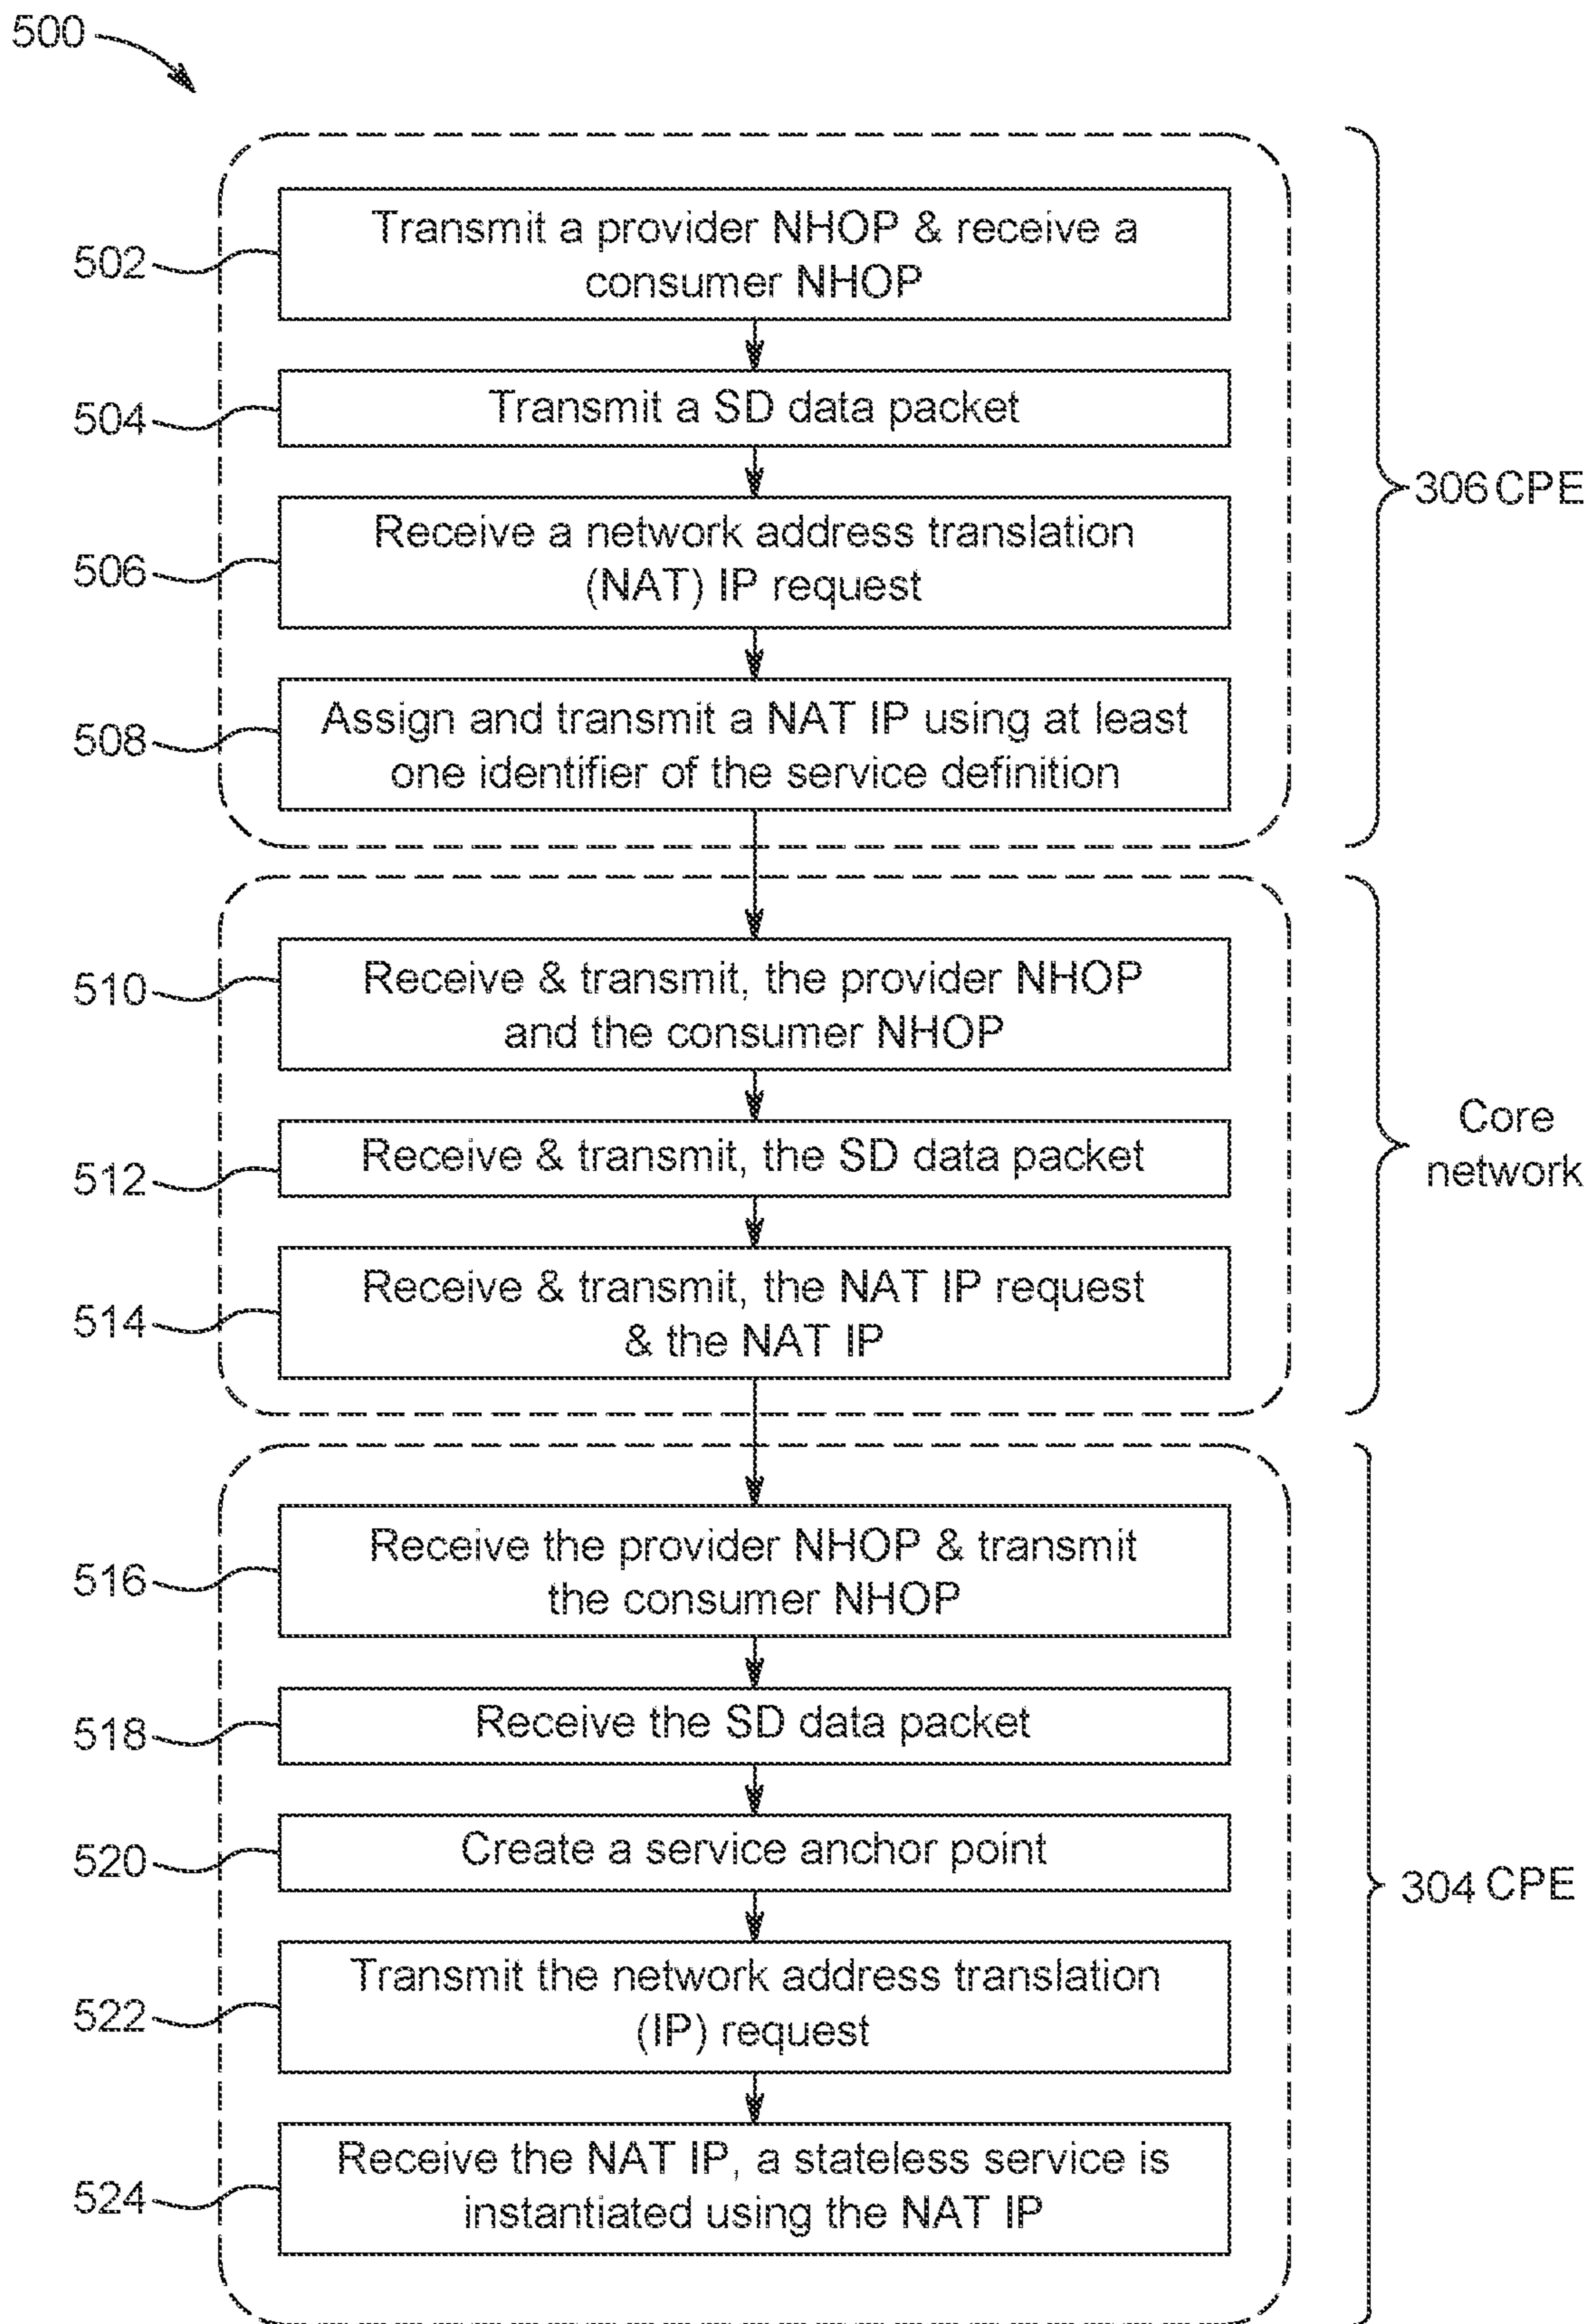 500
502
Transmit a provider NHOP & receive a
consumer NHOP
504
Transmit a SD data packet
506
Receive a network address translation
(NAT) IP request
306 CPE
508
Assign and transmit a NAT IP using at least
one identifier of the service definition
510
Receive & transmit, the provider NHOP
and the consumer NHOP
512
Receive & transmit, the SD data packet
Core
network
514
Receive & transmit, the NAT IP request
& the NAT IP
516
Receive the provider NHOP & transmit
the consumer NHOP
518
Receive the SD data packet
520
Create a service anchor point
304 CPE
522
Transmit the network address translation
(IP) request
524
Receive the NAT IP, a stateless service is
instantiated using the NAT IP